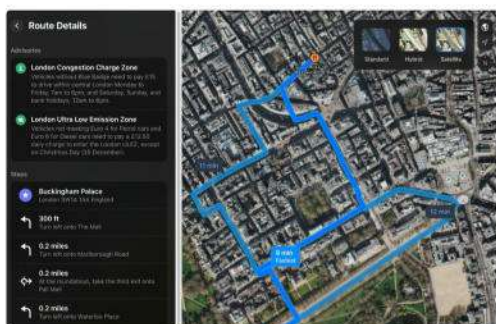 Route Details
Advisories
London Congestion Charge Zone
Vehicles without Blue Badge need to pay £15
to drive within central London Monday to
Friday, 7am to 6pm, and Saturday, Sunday, and
bank holidays, 12pm to 6pm.
London Ultra Low Emission Zone
Vehicles not meeting Euro 4 for Petrol cars and
Euro 6 for Diesel cars need to pay a £12.50
daily charge to enter the London ULEZ, except
on Christmas Day (25 December).
Steps
Buckingham Palace
London SW1A 1AA England
300 ft
Turn left onto The Mall
0.2 miles
Turn left onto Marlborough Road
0.2 miles
At the roundabout, take the third exit onto
Pall Mall
0.2 miles
Turn left onto Waterloo Place
Standard
Hybrid
Satellite
11 min
12 min
8 min
Fastest